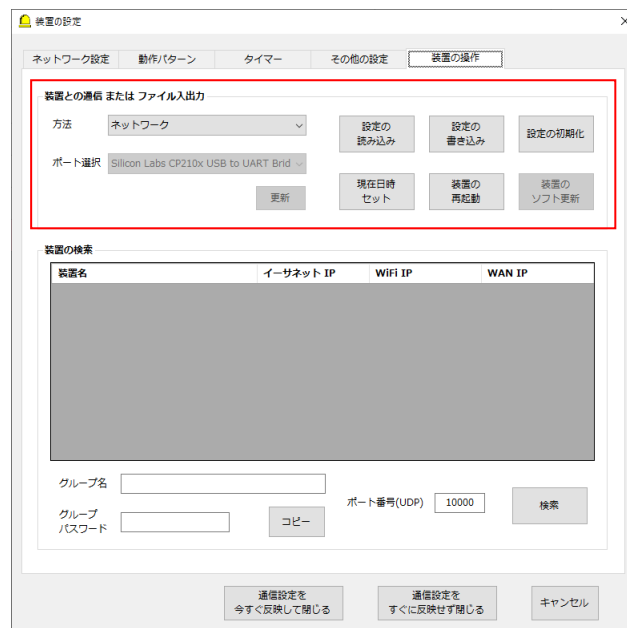 装置の設定
ネットワーク設定 動作パターン タイマー その他の設定 装置の操作
装置との通信 または ファイル入出力
方法 ネットワーク
設定の
読み込み
設定の
書き込み
設定の初期化
ポート選択 Silicon Labs CP210x USB to UART Brid
更新
現在日時
セット
装置の
再起動
装置の
ソフト更新
装置の検索
装置名 イーサネット IP WiFi IP WAN IP
グループ名
グループ
パスワード
コピー
ポート番号(UDP) 10000
検索
通信設定を
今すぐ反映して閉じる
通信設定を
すぐに反映せず閉じる
キャンセル